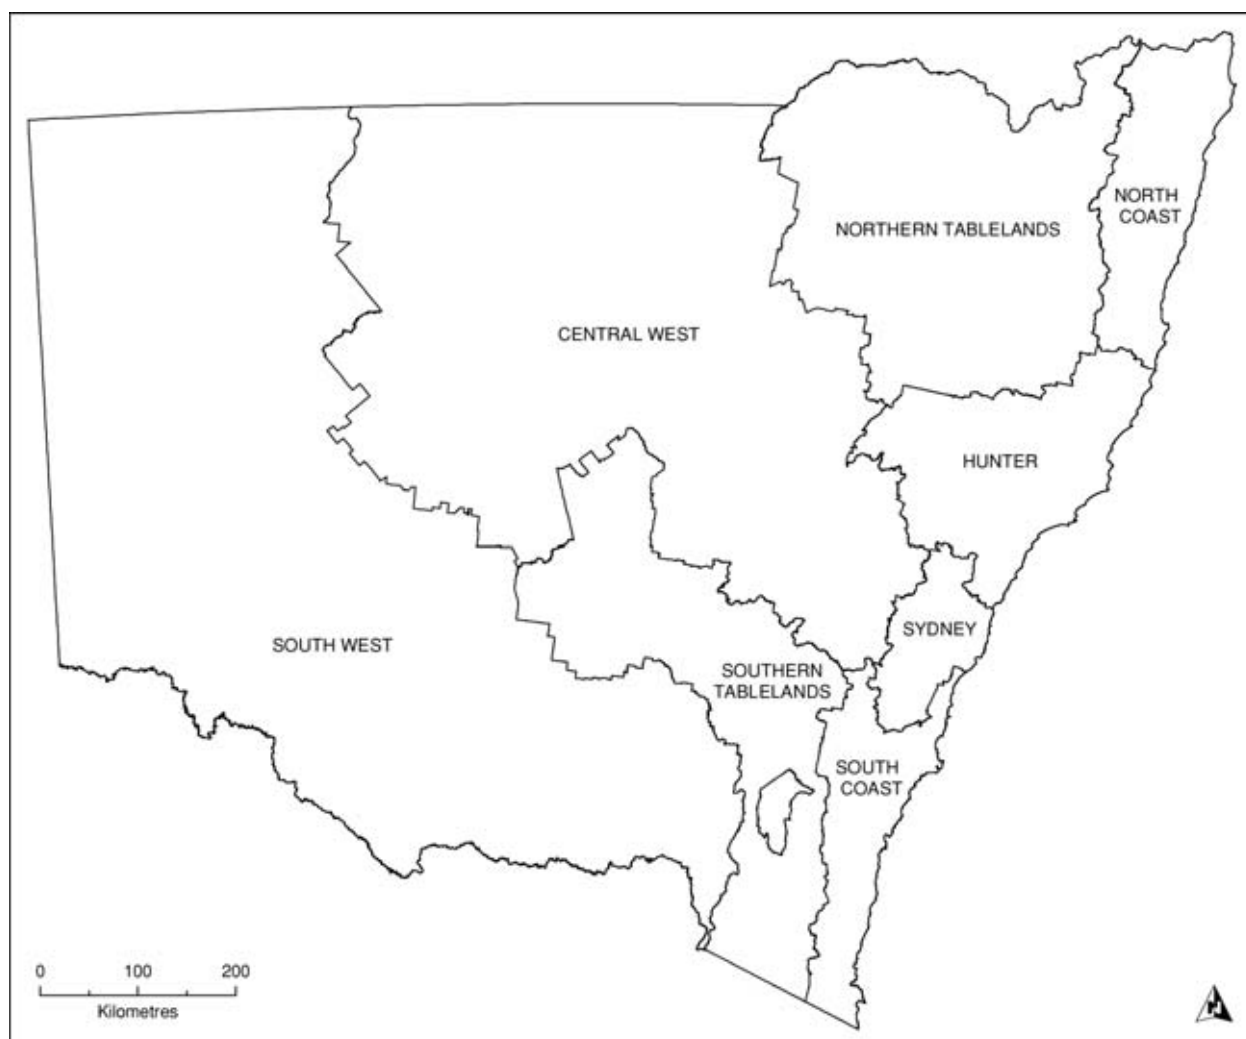 NORTH
COAST
NORTHERN TABLELANDS
CENTRAL WEST
HUNTER
SYDNEY
SOUTH WEST
SOUTHERN
TABLELANDS
SOUTH
COAST
0 100 200
Kilometres
N